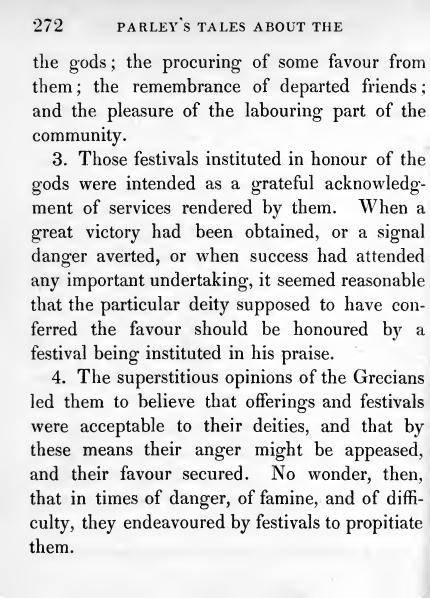 272 PARLEY'S TALES ABOUT THE
the gods; the procuring of some favour from
them; the remembrance of departed friends;
and the pleasure of the labouring part of the
community.
3. Those festivals instituted in honour of the
gods were intended as a grateful acknowledg-
ment of services rendered by them. When a
great victory had been obtained, or a signal
danger averted, or when success had attended
any important undertaking, it seemed reasonable
that the particular deity supposed to have con-
ferred the favour should be honoured by a
festival being instituted in his praise.
4. The superstitious opinions of the Grecians
led them to believe that offerings and festivals
were acceptable to their deities, and that by
these means their anger might be appeased,
and their favour secured. No wonder, then,
that in times of danger, of famine, and of diffi-
culty, they endeavoured by festivals to propitiate
them.